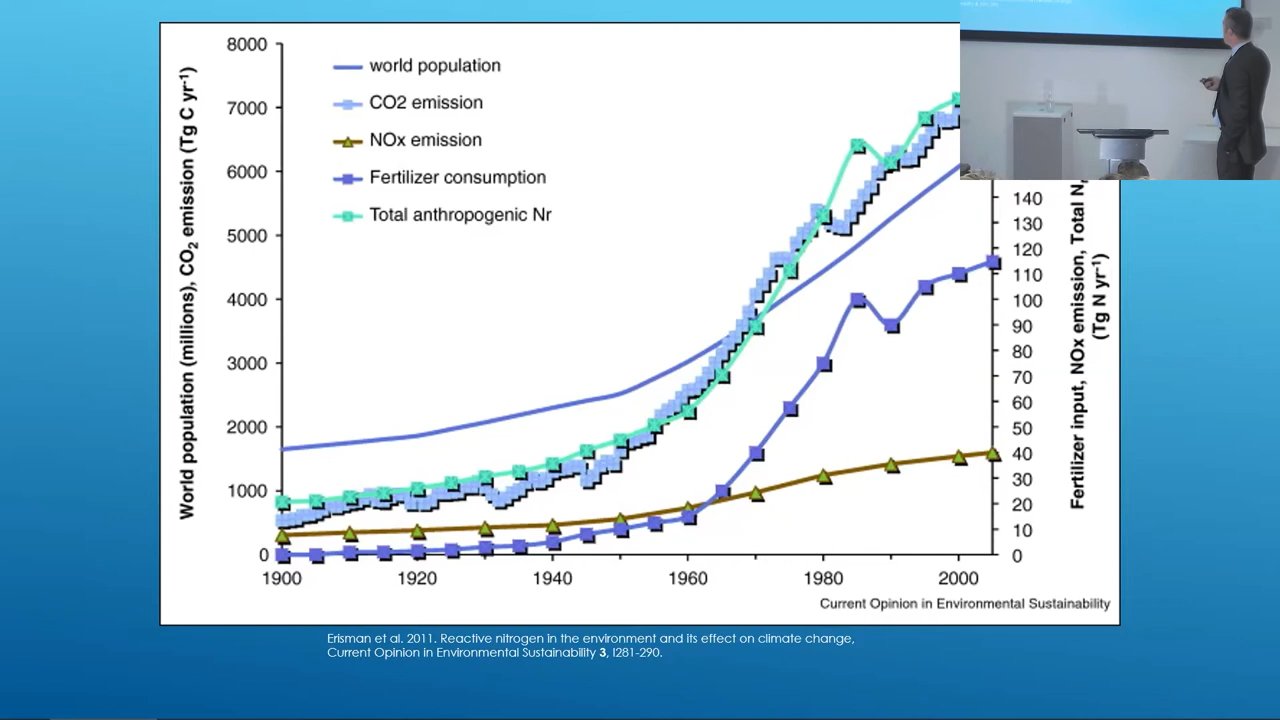 8000
7000
6000
5000
4000
3000
2000
1000
0
World population (millions), CO2 emission (Tg C yr-1)
world population
CO2 emission
NOx emission
Fertilizer consumption
Total anthropogenic Nr
140
130
120
110
100
90
80
70
60
50
40
30
20
10
0
Fertilizer input, NOx emission, Total N
(Tg N yr-1)
1900
1920
1940
1960
1980
2000
Current Opinion in Environmental Sustainability
Erisman et al. 2011. Reactive nitrogen in the environment and its effect on climate change,
Current Opinion in Environmental Sustainability 3, I281-290.